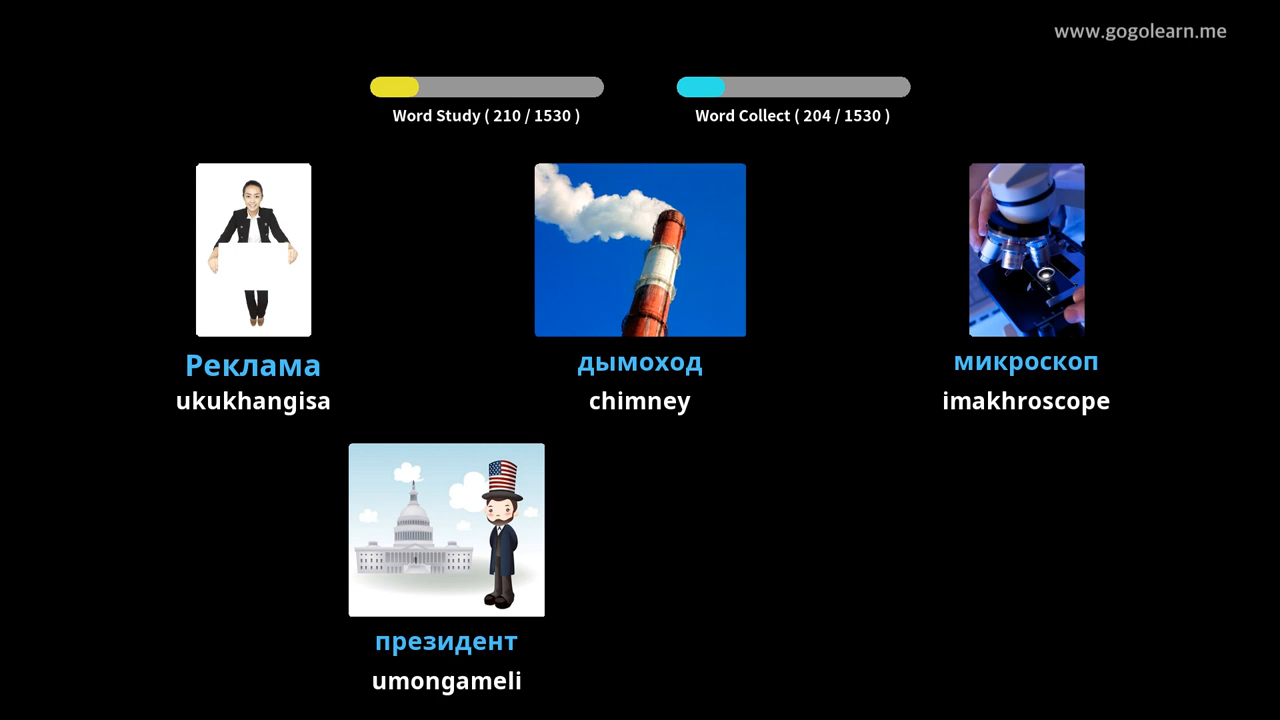 www.gogolearn.me
Word Study ( 210 / 1530 )
Word Collect ( 204 / 1530 )
Реклама
ukukhangisa
дымоход
chimney
микроскоп
imakhroscope
президент
umongameli